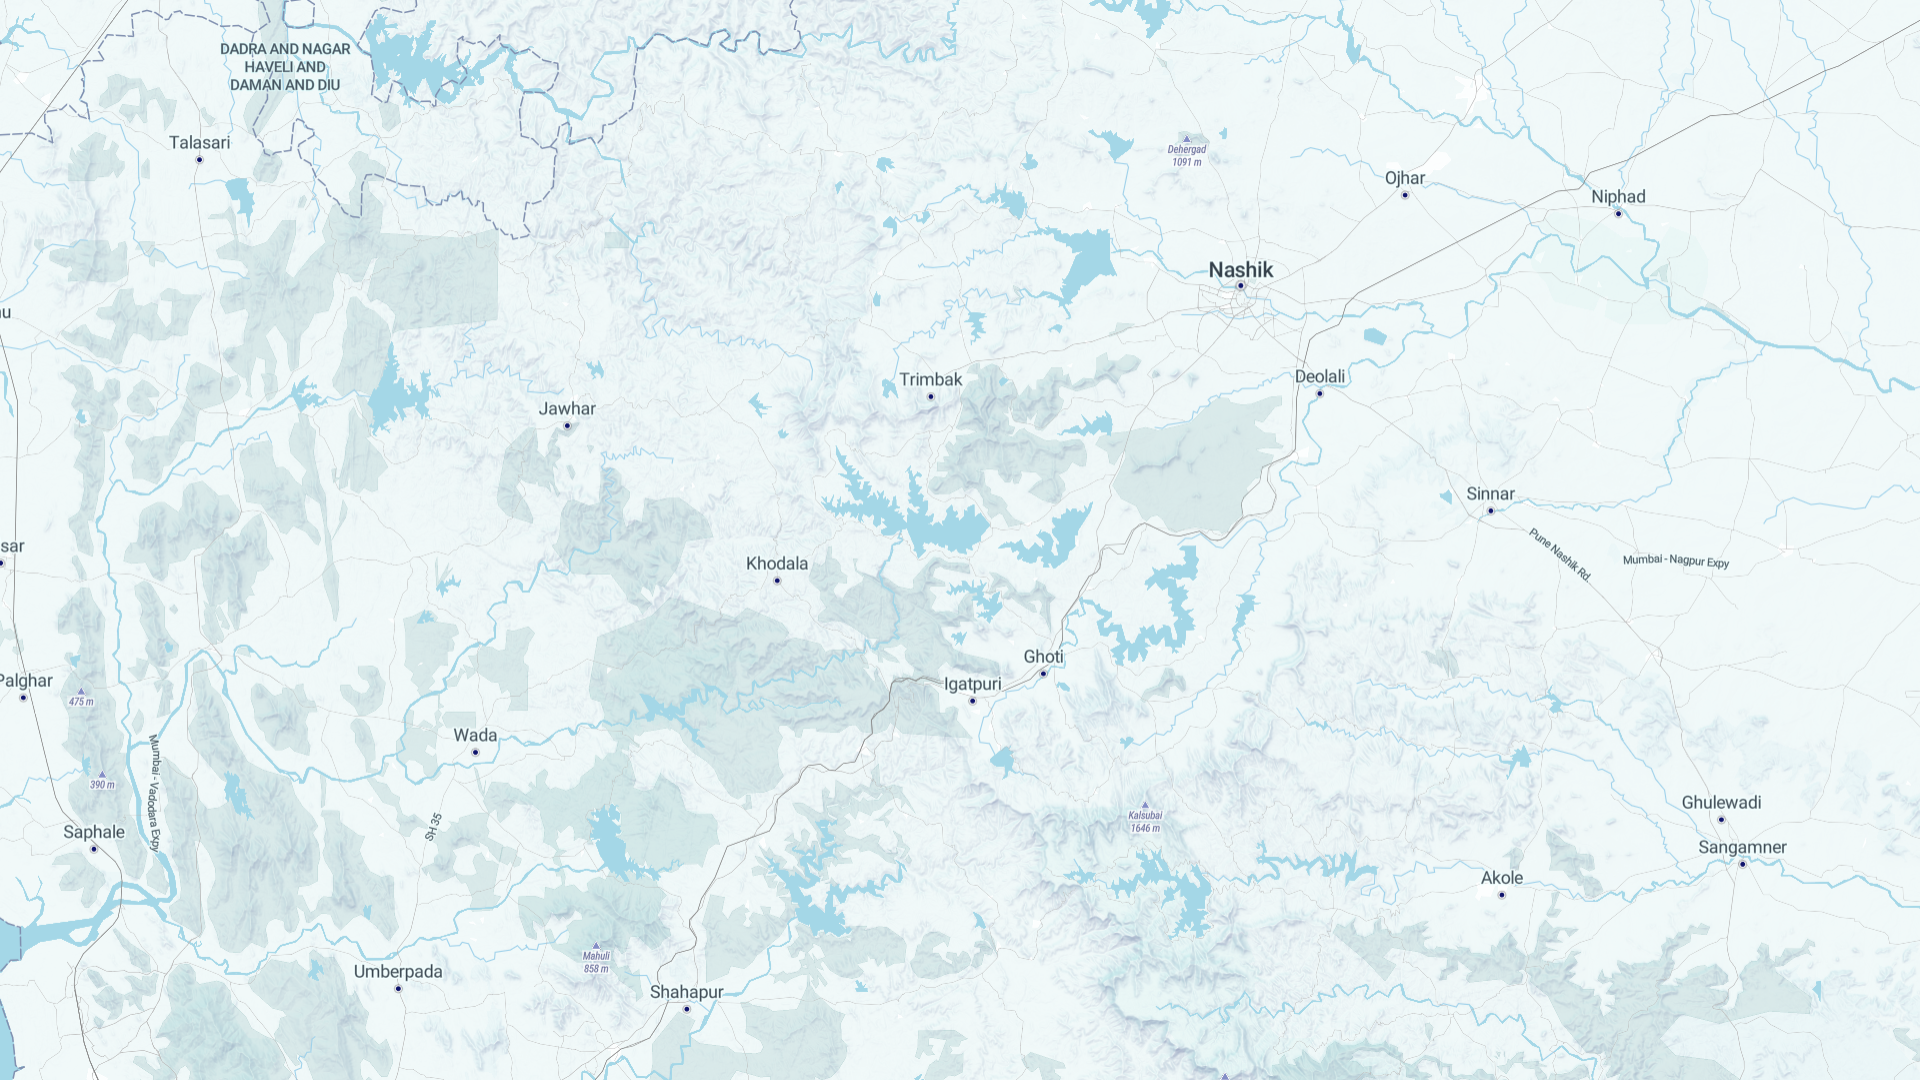 DADRA AND NAGAR
HAVELI AND
DAMAN AND DIU
Talasari
Dehergad
1091 m
Ojhar
Niphad
Nashik
Trimbak
Deolali
Jawhar
Sinnar
Khodala
Pune Nashik Rd.
Mumbai - Nagpur Expy
Ghoti
Igatpuri
Palghar
475 m
Wada
Mumbai - Vadodara Expy
390 m
SH 35
Saphale
Kalsubai
1646 m
Ghulewadi
Sangamner
Akole
Mahuli
858 m
Umberpada
Shahapur